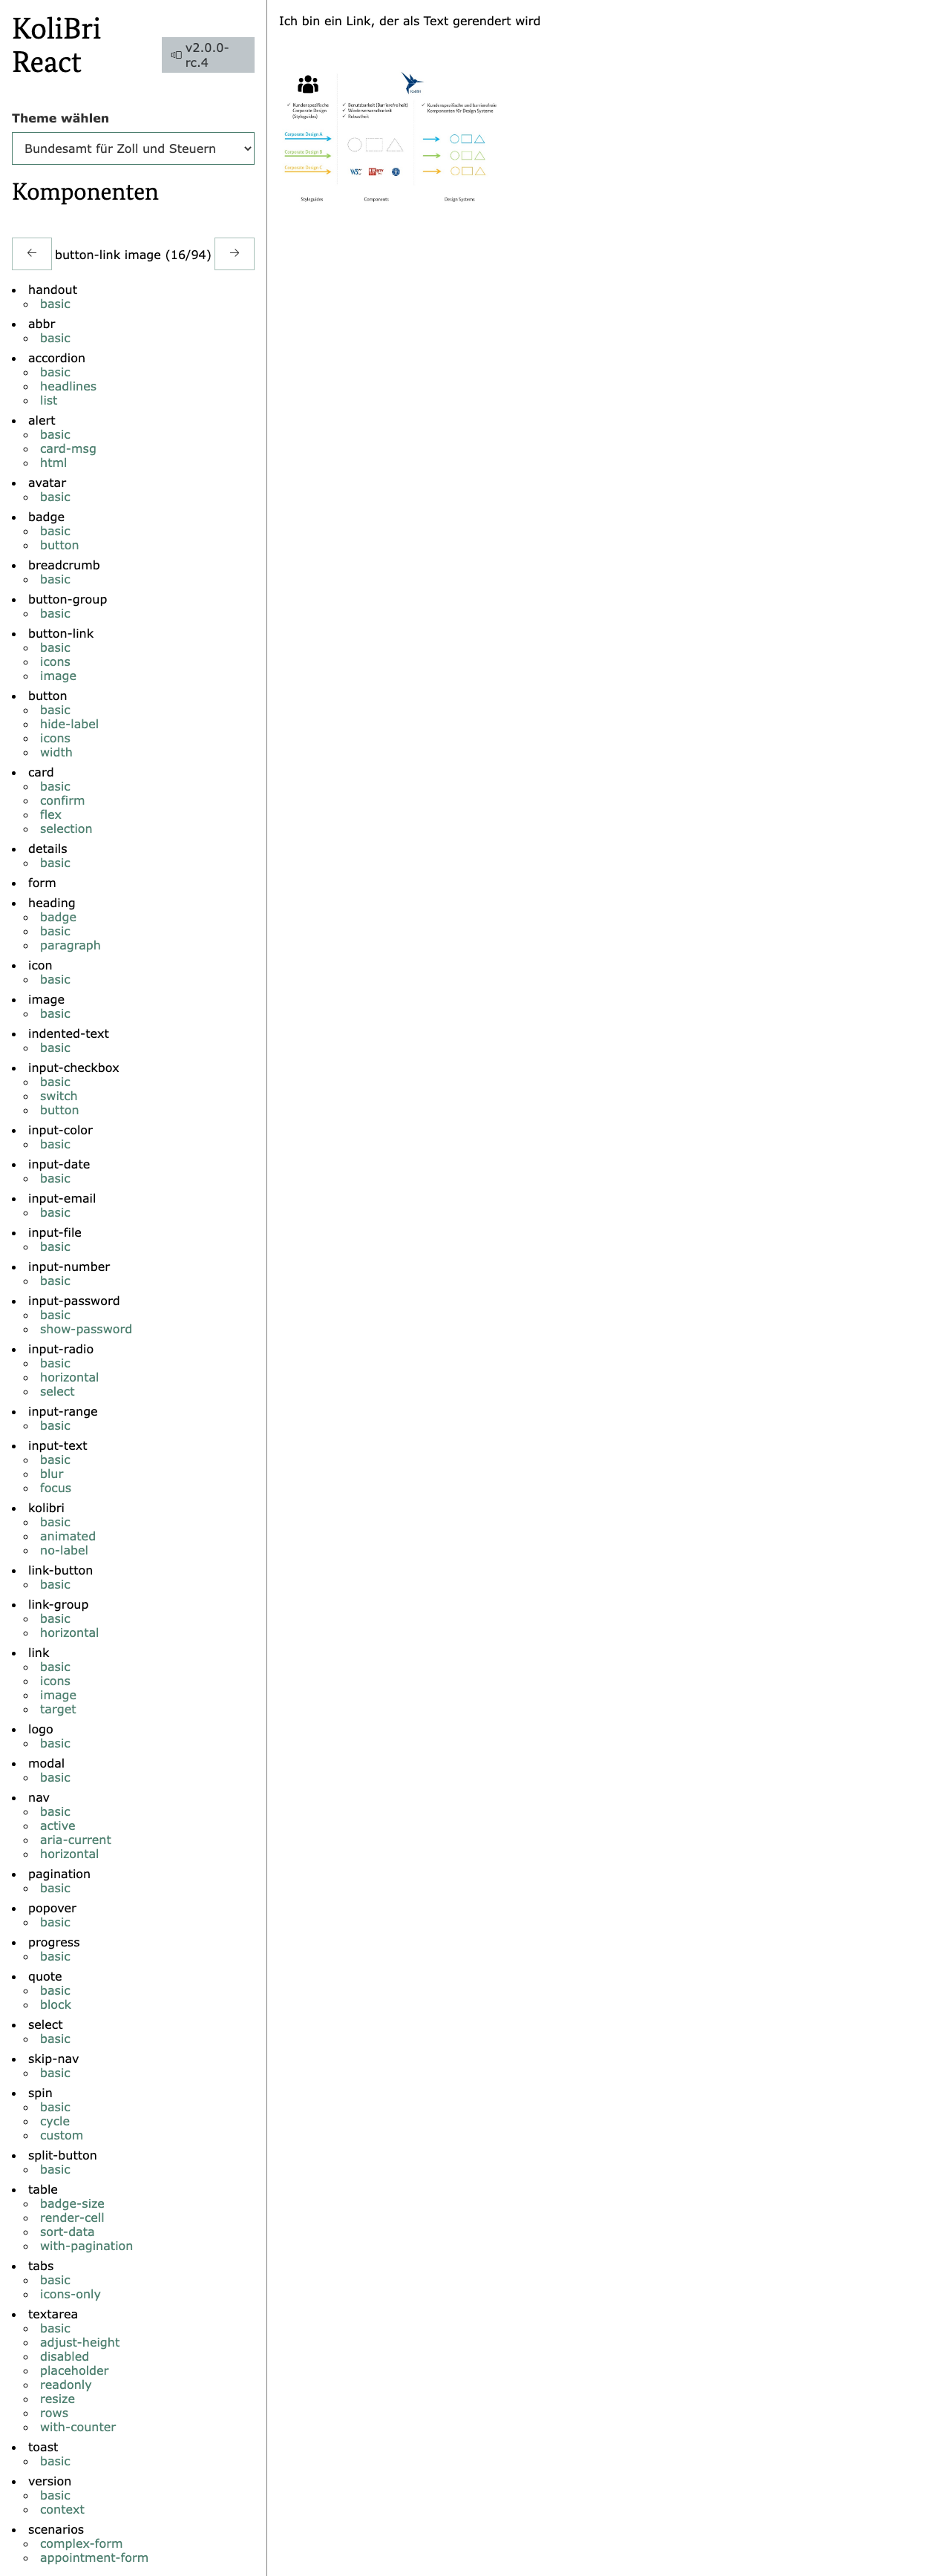 KoliBri
React
v2.0.0-
rc.4
Theme wählen
Bundesamt für Zoll und Steuern
Komponenten
← button-link image (16/94) →
handout
basic
abbr
basic
accordion
basic
headlines
list
alert
basic
card-msg
html
avatar
basic
badge
basic
button
breadcrumb
basic
button-group
basic
button-link
basic
icons
image
button
basic
hide-label
icons
width
card
basic
confirm
flex
selection
details
basic
form
heading
badge
basic
paragraph
icon
basic
image
basic
indented-text
basic
input-checkbox
basic
switch
button
input-color
basic
input-date
basic
input-email
basic
input-file
basic
input-number
basic
input-password
basic
show-password
input-radio
basic
horizontal
select
input-range
basic
input-text
basic
blur
focus
kolibri
basic
animated
no-label
link-button
basic
link-group
basic
horizontal
link
basic
icons
image
target
logo
basic
modal
basic
nav
basic
active
aria-current
horizontal
pagination
basic
popover
basic
progress
basic
quote
basic
block
select
basic
skip-nav
basic
spin
basic
cycle
custom
split-button
basic
table
badge-size
render-cell
sort-data
with-pagination
tabs
basic
icons-only
textarea
basic
adjust-height
disabled
placeholder
readonly
resize
rows
with-counter
toast
basic
version
basic
context
scenarios
complex-form
appointment-form
Ich bin ein Link, der als Text gerendert wird
✓ Kundenspezifische
Corporate Design
(Styleguides)
✓ Benutzbarkeit (Barrierefreiheit)
✓ Wiederverwendbarkeit
✓ Robustheit
✓ Kundenspezifische und barrierefreie
Komponenten für Design Systeme
Corporate Design A
Corporate Design B
Corporate Design C
Styleguides
Components
Design Systems